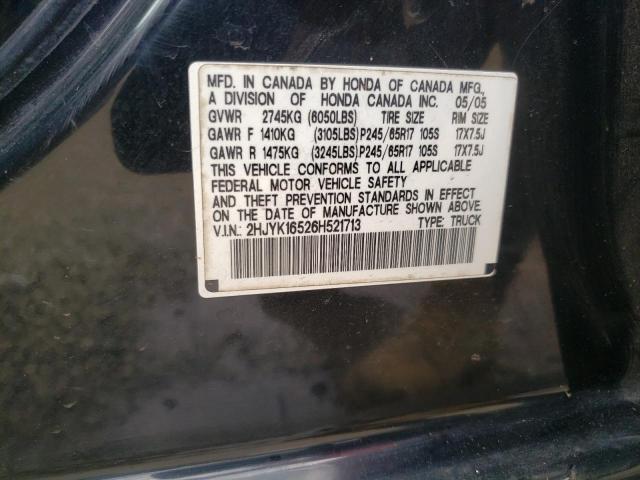 MFD. IN CANADA BY HONDA OF CANADA MFG.,
A DIVISION OF HONDA CANADA INC. 05/05
GVWR 2745KG (6050LBS) TIRE SIZE RIM SIZE
GAWR F 1410KG (3105LBS)P245/65R17 105S 17X7.5J
GAWR R 1475KG (3245LBS)P245/65R17 105S 17X7.5J
THIS VEHICLE CONFORMS TO ALL APPLICABLE
FEDERAL MOTOR VEHICLE SAFETY
AND THEFT PREVENTION STANDARDS IN EFFECT
ON THE DATE OF MANUFACTURE SHOWN ABOVE.
V.I.N.: 2HJYK16526H521713 TYPE: TRUCK